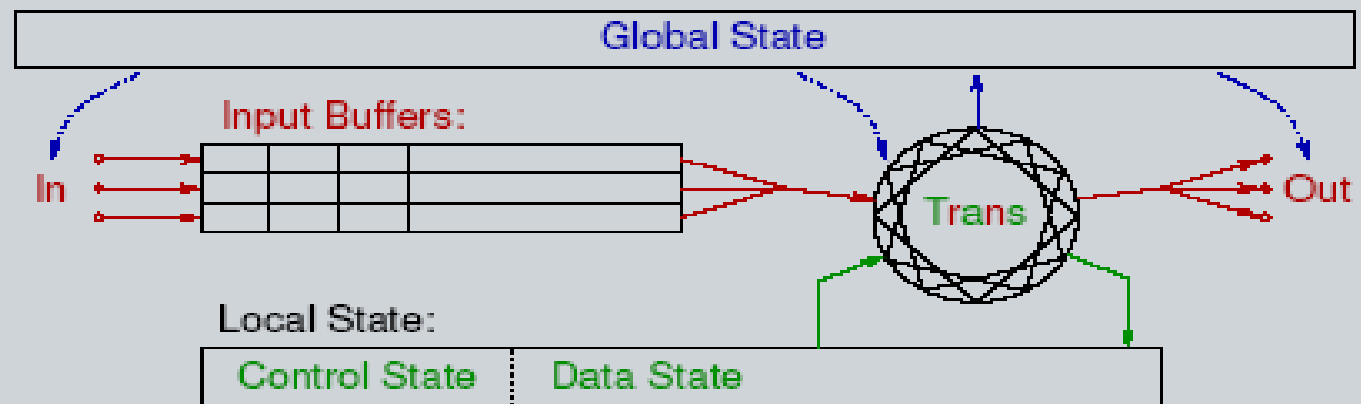 Global State
Input Buffers:
In
Trans
Out
Local State:
Control State
Data State